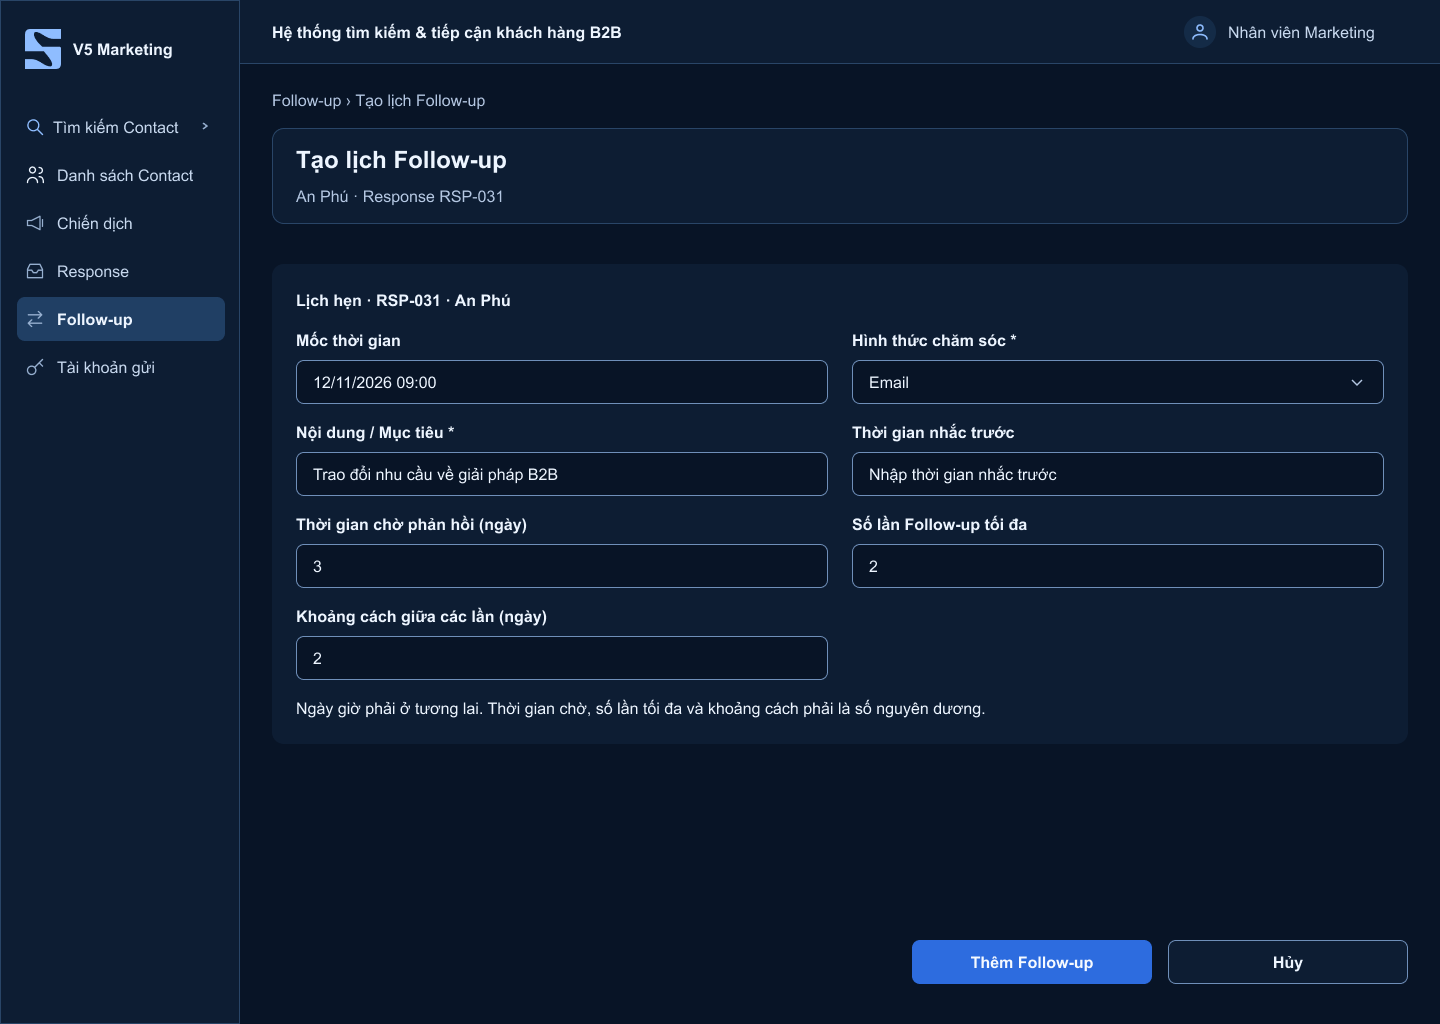 V5 Marketing
Tìm kiếm Contact
Danh sách Contact
Chiến dịch
Response
Follow-up
Tài khoản gửi
Hệ thống tìm kiếm & tiếp cận khách hàng B2B
Nhân viên Marketing
Follow-up › Tạo lịch Follow-up
Tạo lịch Follow-up
An Phú · Response RSP-031
Lịch hẹn · RSP-031 · An Phú
Mốc thời gian
12/11/2026 09:00
Hình thức chăm sóc *
Email
Nội dung / Mục tiêu *
Trao đổi nhu cầu về giải pháp B2B
Thời gian nhắc trước
Nhập thời gian nhắc trước
Thời gian chờ phản hồi (ngày)
3
Số lần Follow-up tối đa
2
Khoảng cách giữa các lần (ngày)
2
Ngày giờ phải ở tương lai. Thời gian chờ, số lần tối đa và khoảng cách phải là số nguyên dương.
Thêm Follow-up
Hủy